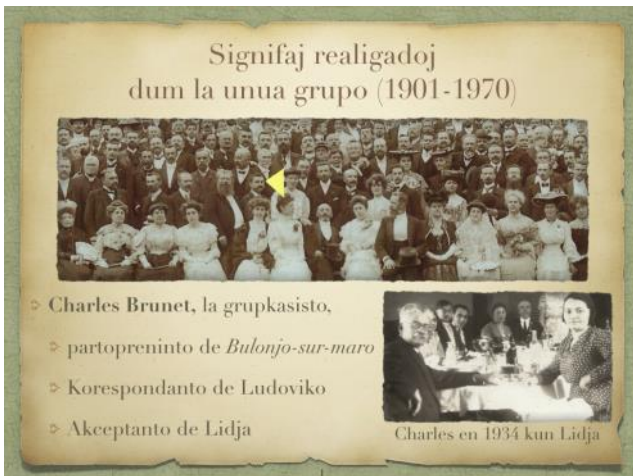 Signifaj realigadoj
dum la unua grupo (1901-1970)
Charles Brunet, la grupkasisto,
partopreninto de Bulonjo-sur-maro
Korespondanto de Ludoviko
Akceptanto de Lidja
Charles en 1934 kun Lidja